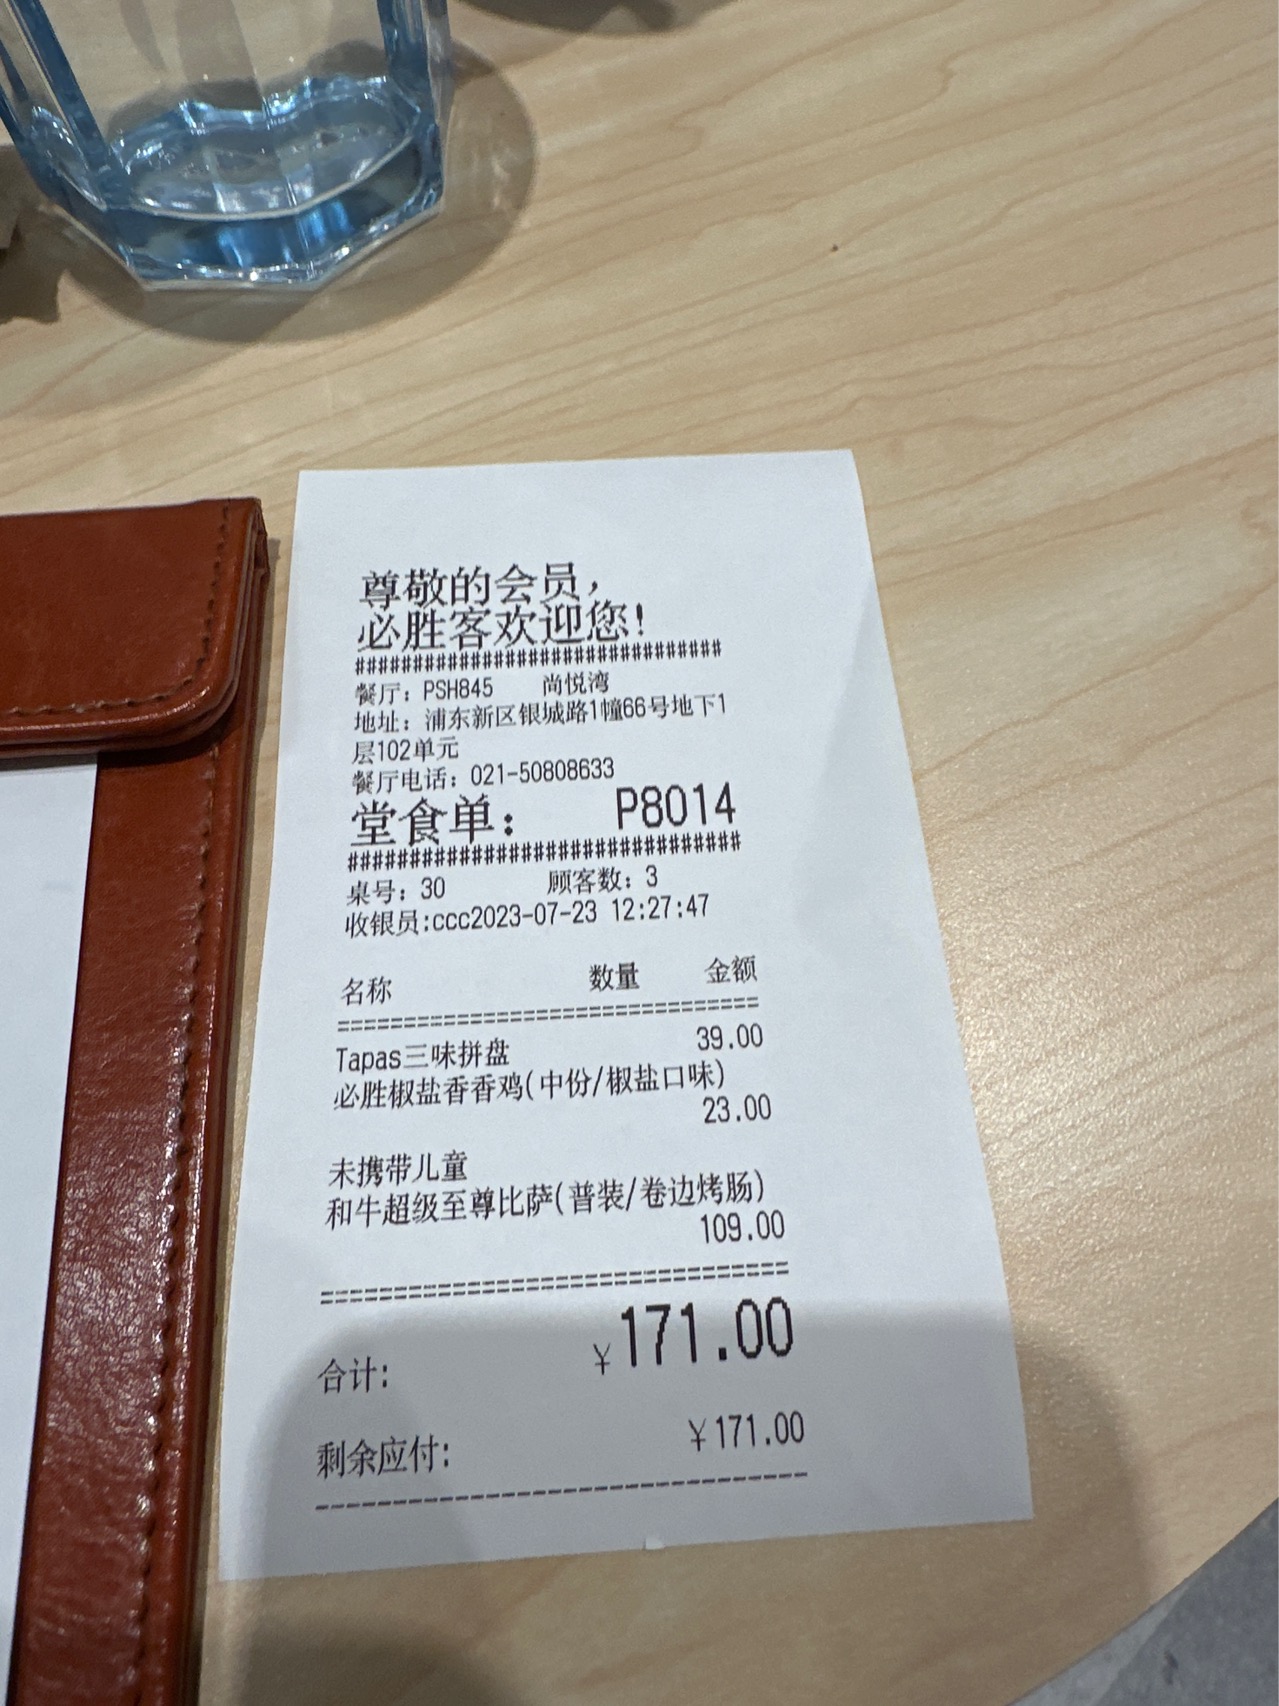 尊敬的会员，
必胜客欢迎您!
################################
餐厅：PSH845 尚悦湾
地址：浦东新区银城路1幢66号地下1
层102单元
餐厅电话：021-50808633
堂食单： P8014
################################
桌号：30 顾客数：3
收银员:ccc2023-07-23 12:27:47
名称 数量 金额
================================
Tapas三味拼盘 39.00
必胜椒盐香香鸡(中份/椒盐口味)
23.00
未携带儿童
和牛超级至尊比萨(普装/卷边烤肠)
109.00
================================
合计: ¥171.00
剩余应付: ¥171.00
--------------------------------